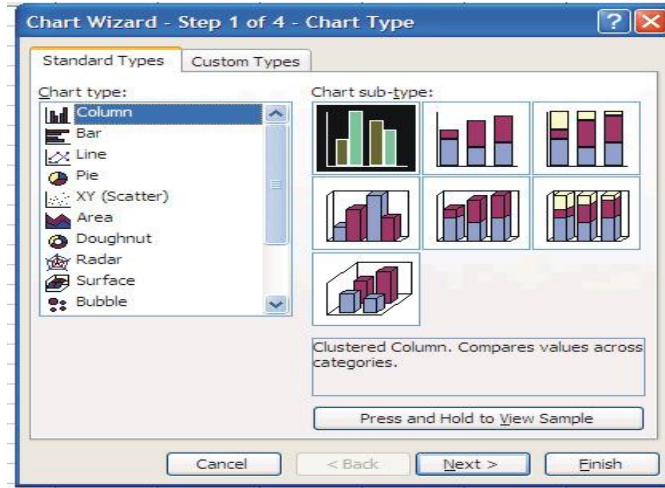 Chart Wizard - Step 1 of 4 - Chart Type
Standard Types
Custom Types
Chart type:
Column
Bar
Line
Pie
XY (Scatter)
Area
Doughnut
Radar
Surface
Bubble
Chart sub-type:
Clustered Column. Compares values across
categories.
Press and Hold to View Sample
Cancel
< Back
Next >
Finish